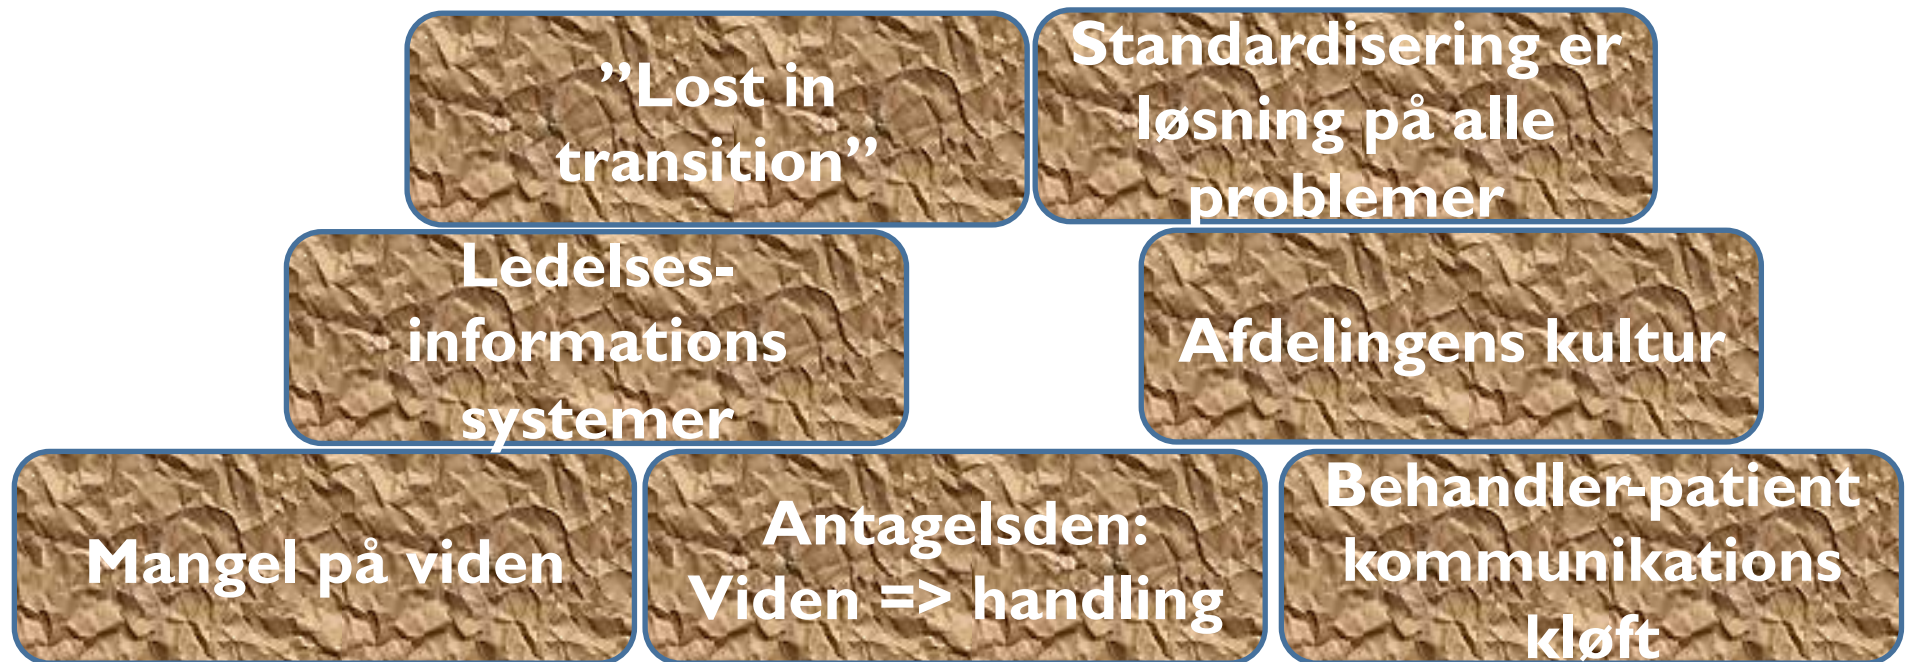 ”Lost in
transition”
Standardisering er
løsning på alle
problemer
Ledelses-
informations
systemer
Afdelingens kultur
Mangel på viden
Antagelsden:
Viden => handling
Behandler-patient
kommunikations
kløft